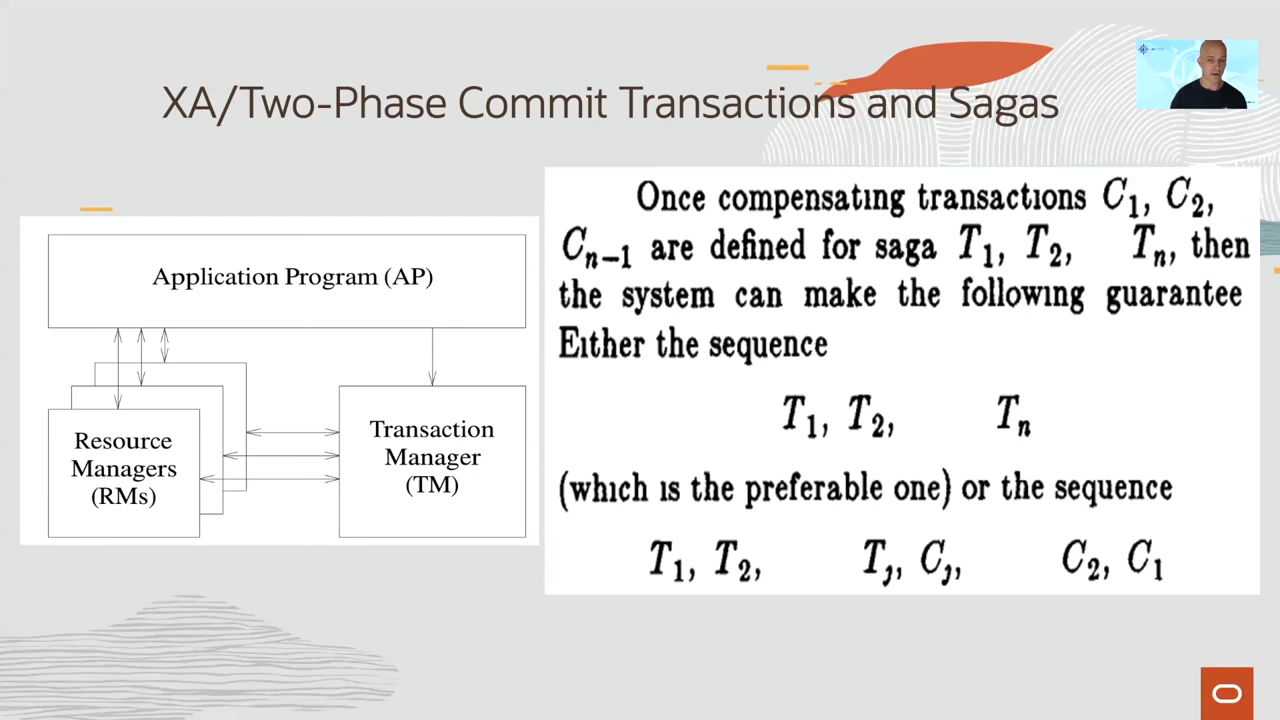 XA/Two-Phase Commit Transactions and Sagas
Application Program (AP)
Resource
Managers
(RMs)
Transaction
Manager
(TM)
Once compensating transactions C₁, C₂,
Cₙ₋₁ are defined for saga T₁, T₂, Tₙ, then
the system can make the following guarantee
Either the sequence
T₁, T₂, Tₙ
(which is the preferable one) or the sequence
T₁, T₂, Tⱼ, Cⱼ, C₂, C₁